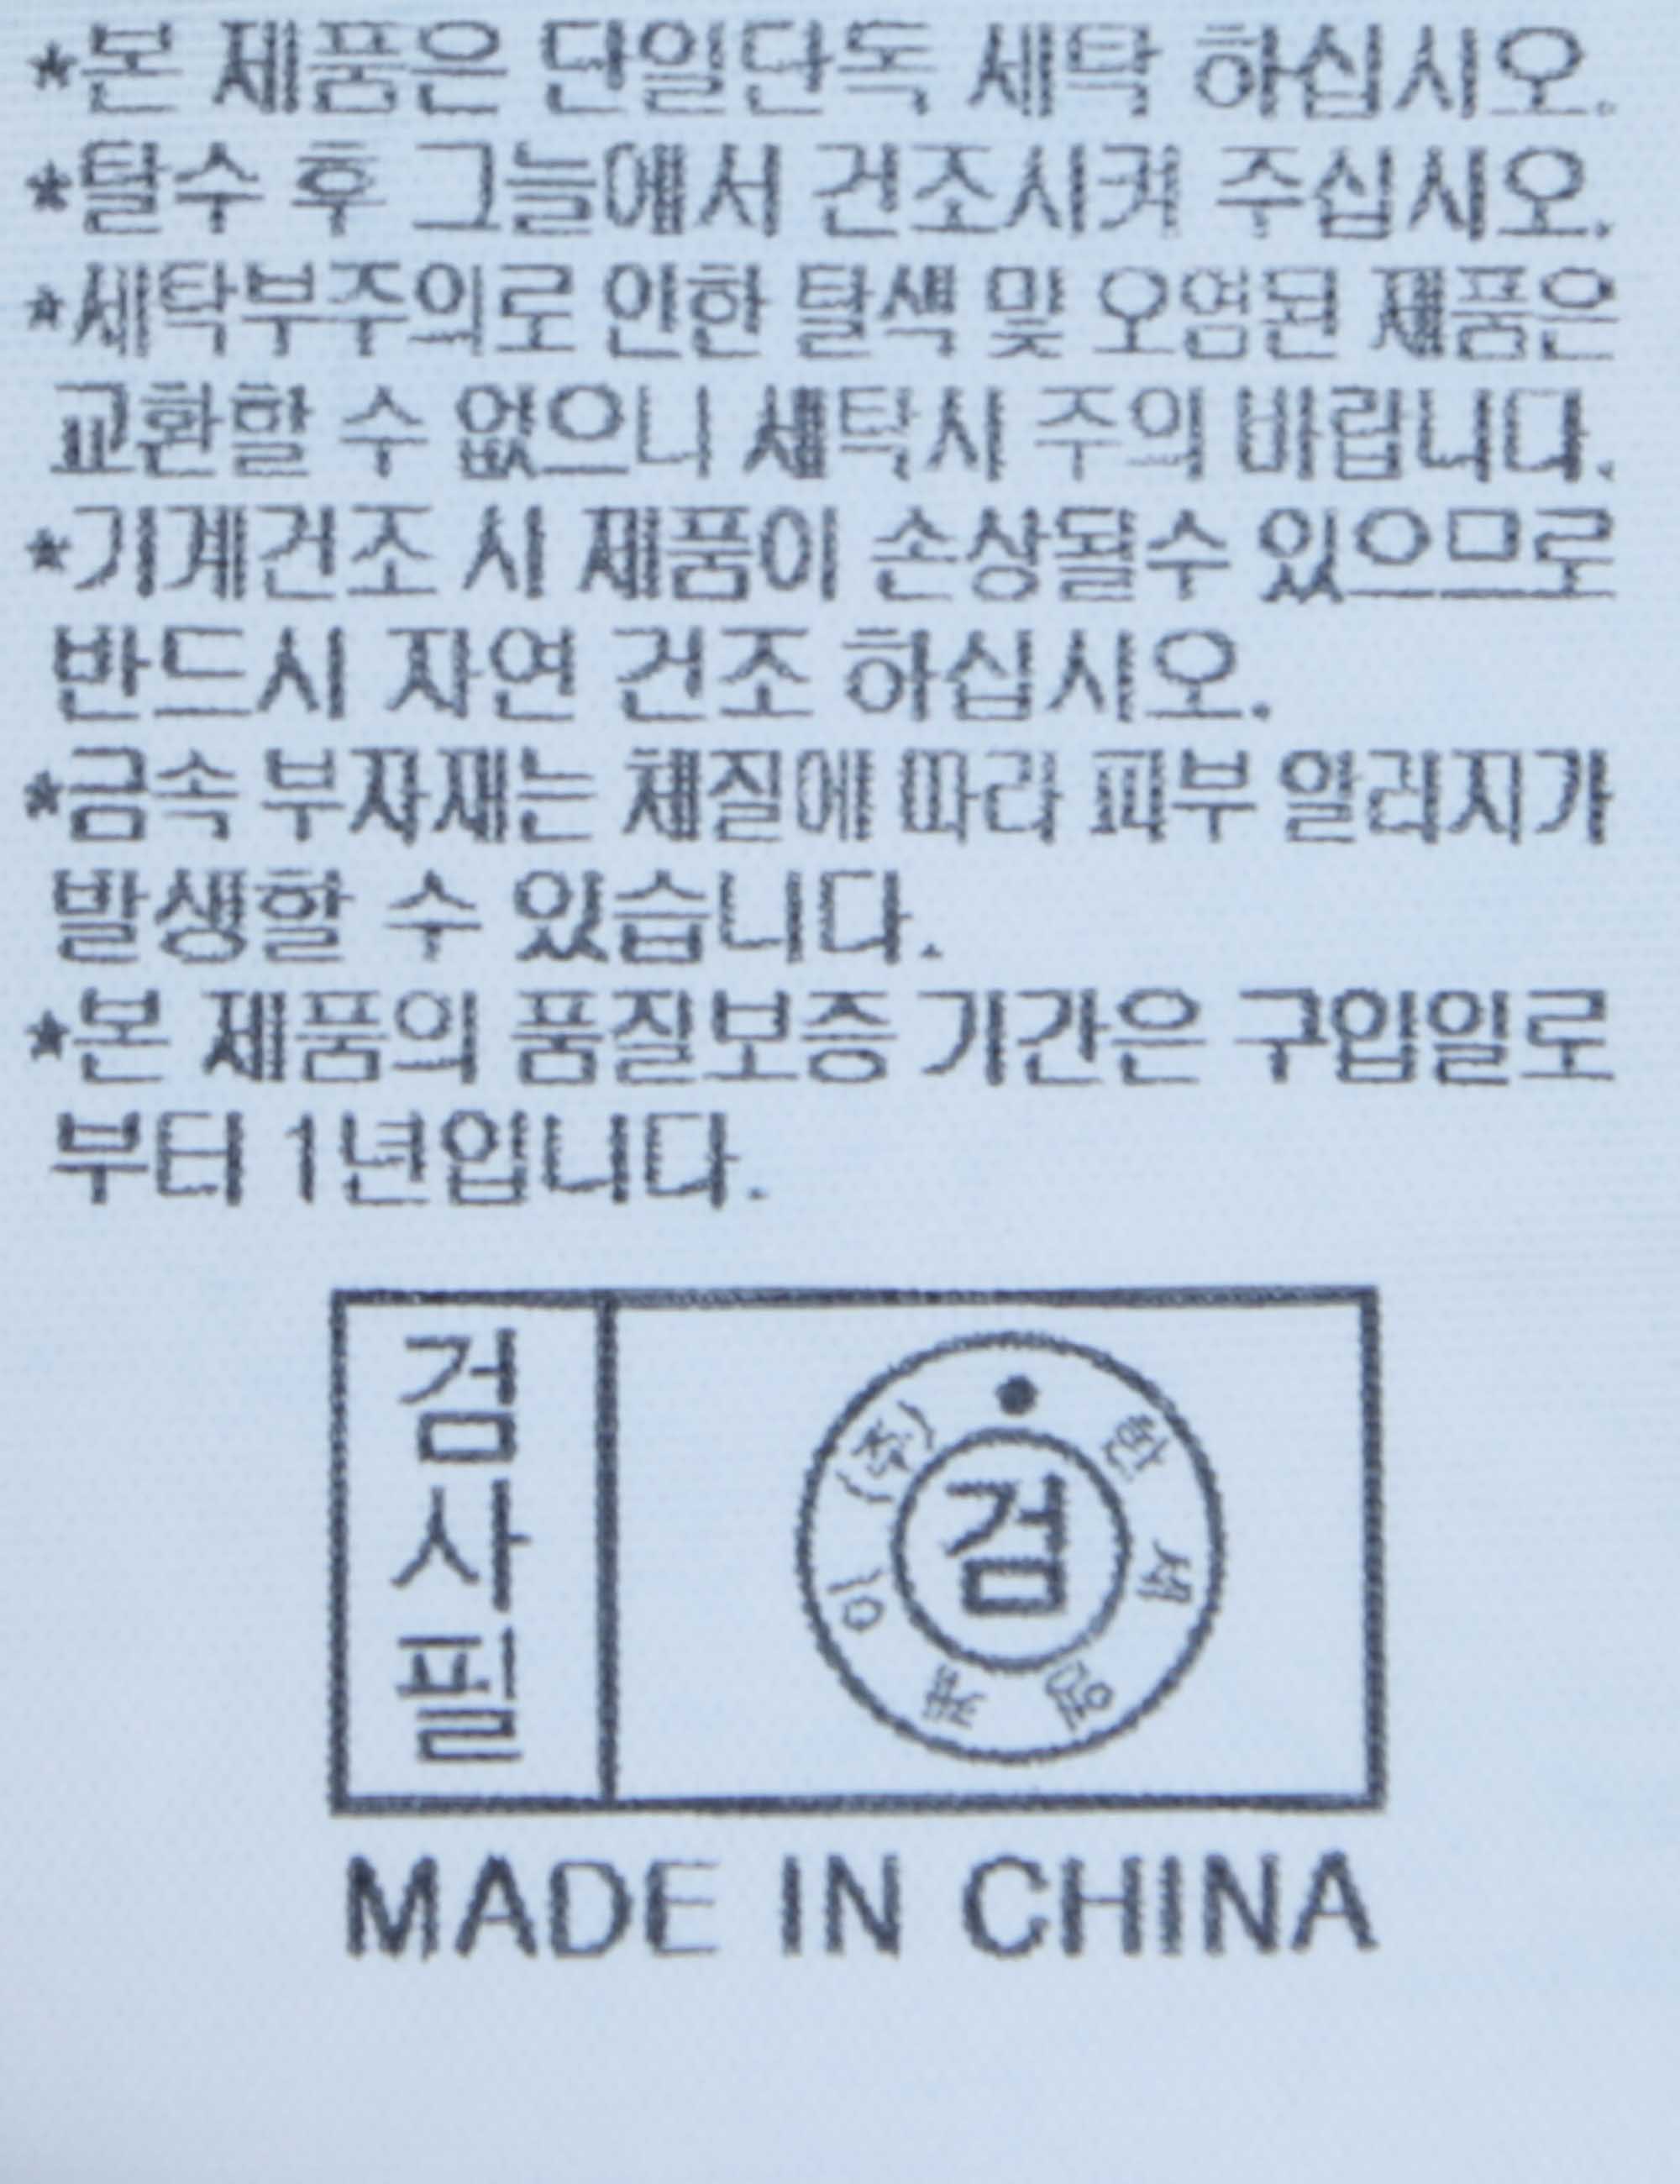 *본 제품은 단일단독 세탁 하십시오.
*탈수 후 그늘에서 건조시켜 주십시오.
*세탁부주의로 인한 탈색 및 오염된 제품은
교환할 수 없으니 세탁시 주의 바랍니다.
*기계건조 시 제품이 손상될수 있으므로
반드시 자연 건조 하십시오.
*금속 부자재는 체질에 따라 피부 알러지가
발생할 수 있습니다.
*본 제품의 품질보증 기간은 구입일로
부터 1년입니다.
검사필
(주) 한세엠케이
검
MADE IN CHINA